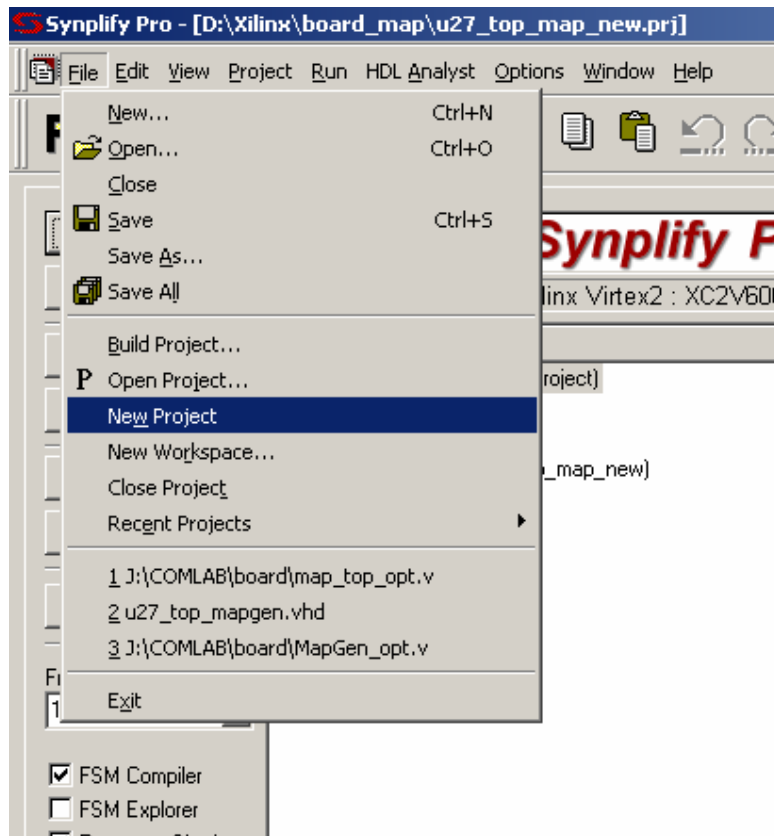 Synplify Pro - [D:\Xilinx\board_map\u27_top_map_new.prj]
File Edit View Project Run HDL Analyst Options Window Help
New... Ctrl+N
Open... Ctrl+O
Close
Save Ctrl+S
Save As...
Save All
Build Project...
P Open Project...
New Project
New Workspace...
Close Project
Recent Projects
1 J:\COMLAB\board\map_top_opt.v
2 u27_top_mapgen.vhd
3 J:\COMLAB\board\MapGen_opt.v
Exit
Synplify P
linx Virtex2 : XC2V600
roject)
_map_new)
FSM Compiler
FSM Explorer